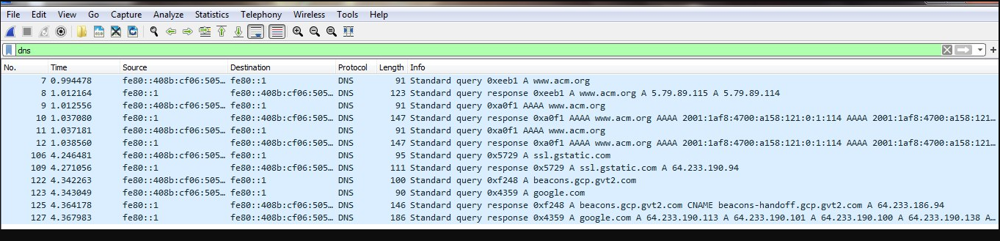 File Edit View Go Capture Analyze Statistics Telephony Wireless Tools Help
dns
No. Time Source Destination Protocol Length Info
7 0.994478 fe80::408b:cf06:505… fe80::1 DNS 91 Standard query 0xeeb1 A www.acm.org
8 1.012164 fe80::1 fe80::408b:cf06:505… DNS 123 Standard query response 0xeeb1 A www.acm.org A 5.79.89.115 A 5.79.89.114
9 1.012556 fe80::408b:cf06:505… fe80::1 DNS 91 Standard query 0xa0f1 AAAA www.acm.org
10 1.037080 fe80::1 fe80::408b:cf06:505… DNS 147 Standard query response 0xa0f1 AAAA www.acm.org AAAA 2001:1af8:4700:a158:121:0:1:114 AAAA 2001:1af8:4700:a158:121…
11 1.037181 fe80::408b:cf06:505… fe80::1 DNS 91 Standard query 0xa0f1 AAAA www.acm.org
12 1.038560 fe80::1 fe80::408b:cf06:505… DNS 147 Standard query response 0xa0f1 AAAA www.acm.org AAAA 2001:1af8:4700:a158:121:0:1:114 AAAA 2001:1af8:4700:a158:121…
106 4.246481 fe80::408b:cf06:505… fe80::1 DNS 95 Standard query 0x5729 A ssl.gstatic.com
109 4.271056 fe80::1 fe80::408b:cf06:505… DNS 111 Standard query response 0x5729 A ssl.gstatic.com A 64.233.190.94
122 4.342263 fe80::408b:cf06:505… fe80::1 DNS 100 Standard query 0xf248 A beacons.gcp.gvt2.com
123 4.343049 fe80::408b:cf06:505… fe80::1 DNS 90 Standard query 0x4359 A google.com
125 4.364178 fe80::1 fe80::408b:cf06:505… DNS 146 Standard query response 0xf248 A beacons.gcp.gvt2.com CNAME beacons-handoff.gcp.gvt2.com A 64.233.186.94
127 4.367983 fe80::1 fe80::408b:cf06:505… DNS 186 Standard query response 0x4359 A google.com A 64.233.190.113 A 64.233.190.101 A 64.233.190.100 A 64.233.190.138 A…